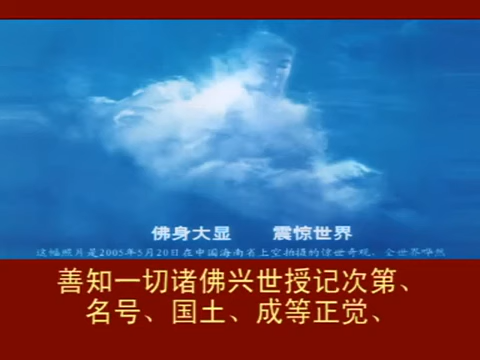 佛身大显　　震惊世界
这幅照片是2005年5月20日在中国海南省上空拍摄的惊世奇观，全世界哗然
善知一切诸佛兴世授记次第、
名号、国土、成等正觉、